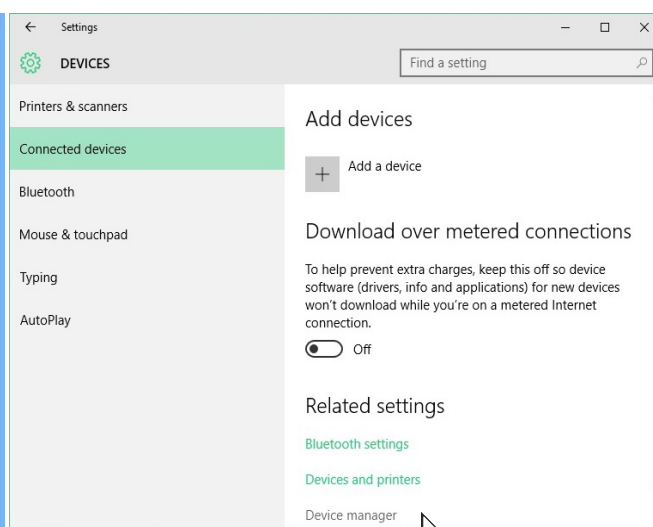 Settings
DEVICES
Find a setting
Printers & scanners
Connected devices
Bluetooth
Mouse & touchpad
Typing
AutoPlay
Add devices
Add a device
Download over metered connections
To help prevent extra charges, keep this off so device
software (drivers, info and applications) for new devices
won't download while you're on a metered Internet
connection.
Off
Related settings
Bluetooth settings
Devices and printers
Device manager